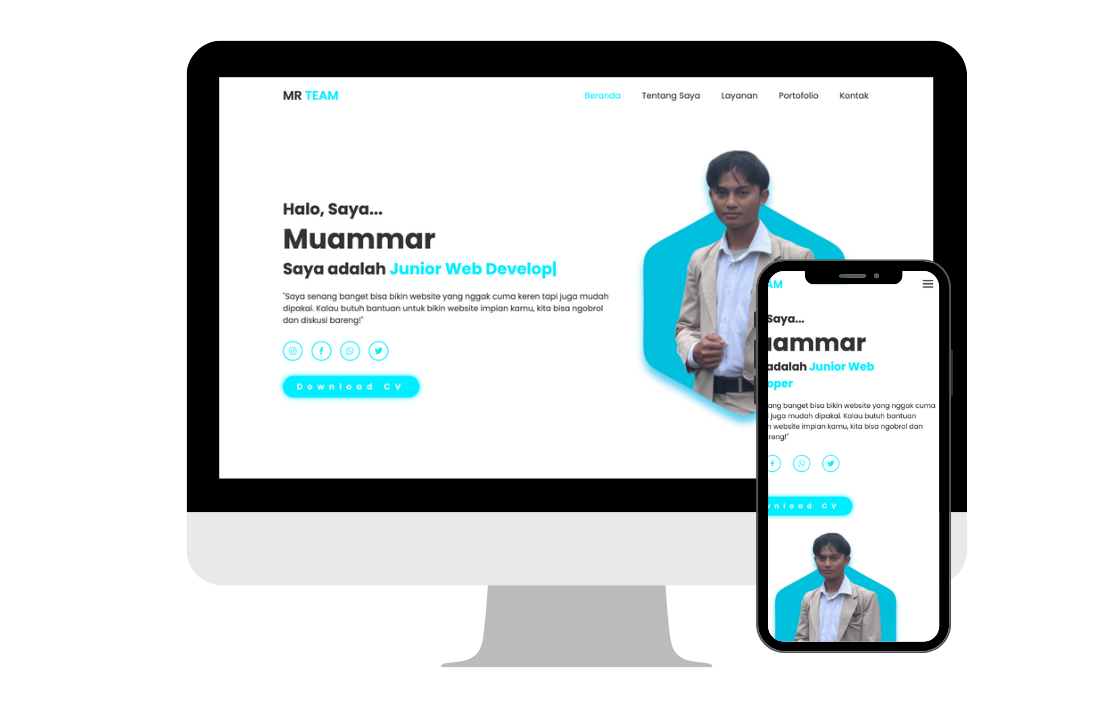 MR TEAM
Beranda Tentang Saya Layanan Portofolio Kontak
Halo, Saya...
Muammar
Saya adalah Junior Web Develop|
"Saya senang banget bisa bikin website yang nggak cuma keren tapi juga mudah
dipakai. Kalau butuh bantuan untuk bikin website impian kamu, kita bisa ngobrol
dan diskusi bareng!"
Download CV
AM
Saya...
ammar
adalah Junior Web
oper
ang banget bisa bikin website yang nggak cuma
juga mudah dipakai. Kalau butuh bantuan
website impian kamu, kita bisa ngobrol dan
reng!"
nload CV